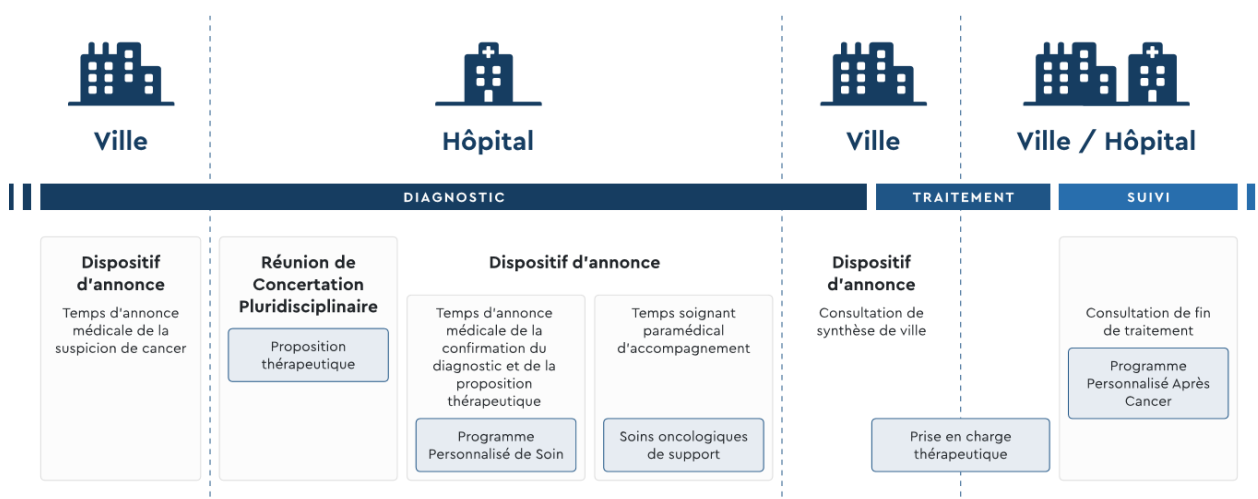 Ville
Hôpital
Ville
Ville / Hôpital
DIAGNOSTIC
TRAITEMENT
SUIVI
Dispositif
d'annonce
Temps d'annonce
médicale de la
suspicion de cancer
Réunion de
Concertation
Pluridisciplinaire
Proposition
thérapeutique
Dispositif d'annonce
Temps d'annonce
médicale de la
confirmation du
diagnostic et de la
proposition
thérapeutique
Programme
Personnalisé de Soin
Temps soignant
paramédical
d'accompagnement
Soins oncologiques
de support
Dispositif
d'annonce
Consultation de
synthèse de ville
Prise en charge
thérapeutique
Consultation de fin
de traitement
Programme
Personnalisé Après
Cancer